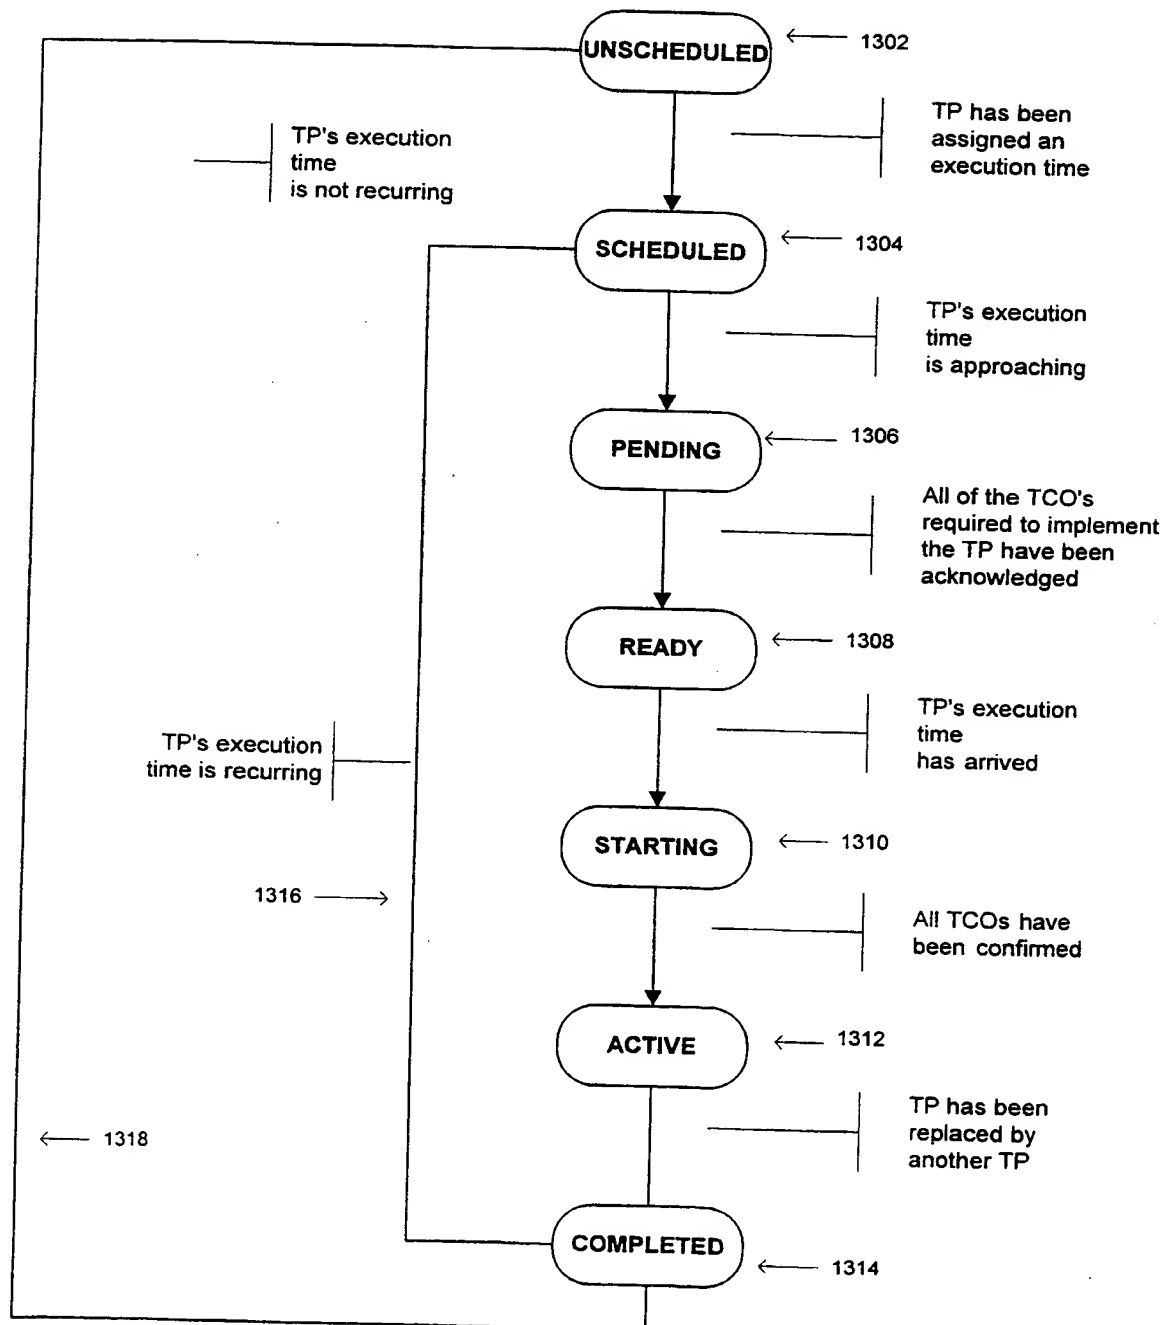 UNSCHEDULED
1302
TP has been
assigned an
execution time
TP's execution
time
is not recurring
SCHEDULED
1304
TP's execution
time
is approaching
PENDING
1306
All of the TCO's
required to implement
the TP have been
acknowledged
READY
1308
TP's execution
time
has arrived
TP's execution
time is recurring
STARTING
1310
1316
All TCOs have
been confirmed
ACTIVE
1312
TP has been
replaced by
another TP
1318
COMPLETED
1314